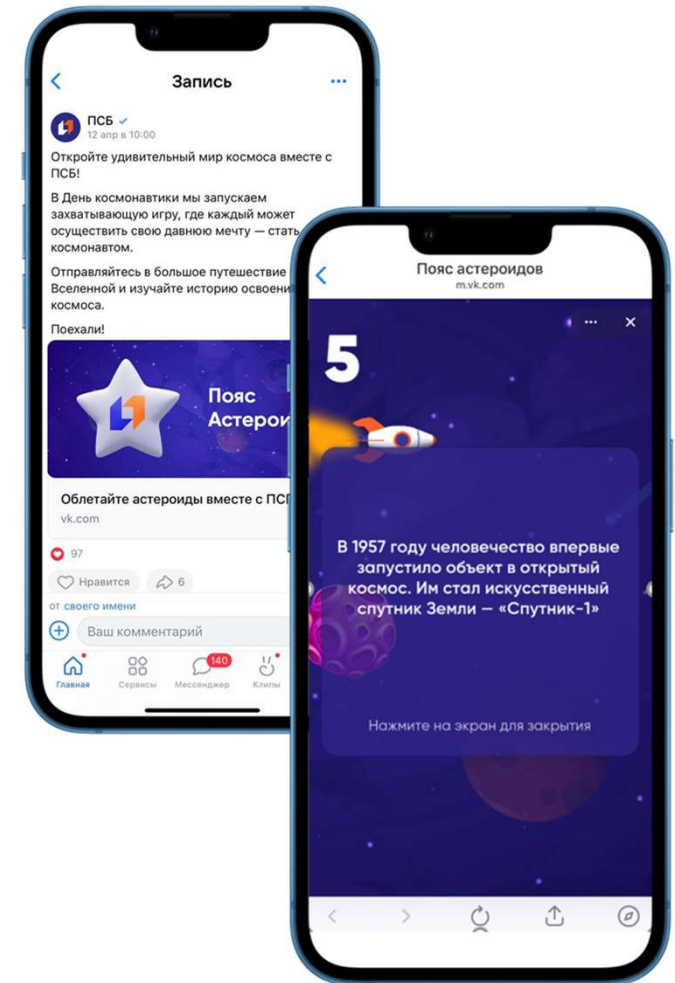 Запись
ПСБ
12 апр в 10:00
Откройте удивительный мир космоса вместе с
ПСБ!
В День космонавтики мы запускаем
захватывающую игру, где каждый может
осуществить свою давнюю мечту — стать
космонавтом.
Отправляйтесь в большое путешествие
Вселенной и изучайте историю
космоса.
Поехали!
Пояс
Облетайте астероиды вместе с
vk.com
97
Нравится
6
от своего имени
Ваш комментарий
140
Главная
Сервисы
Мессенджер
Клипы
Пояс астероидов
m.vk.com
5
В 1957 году человечество впервые
запустило объект в открытый
космос. Им стал искусственный
спутник Земли — «Спутник-1»
Нажмите на экран для закрытия